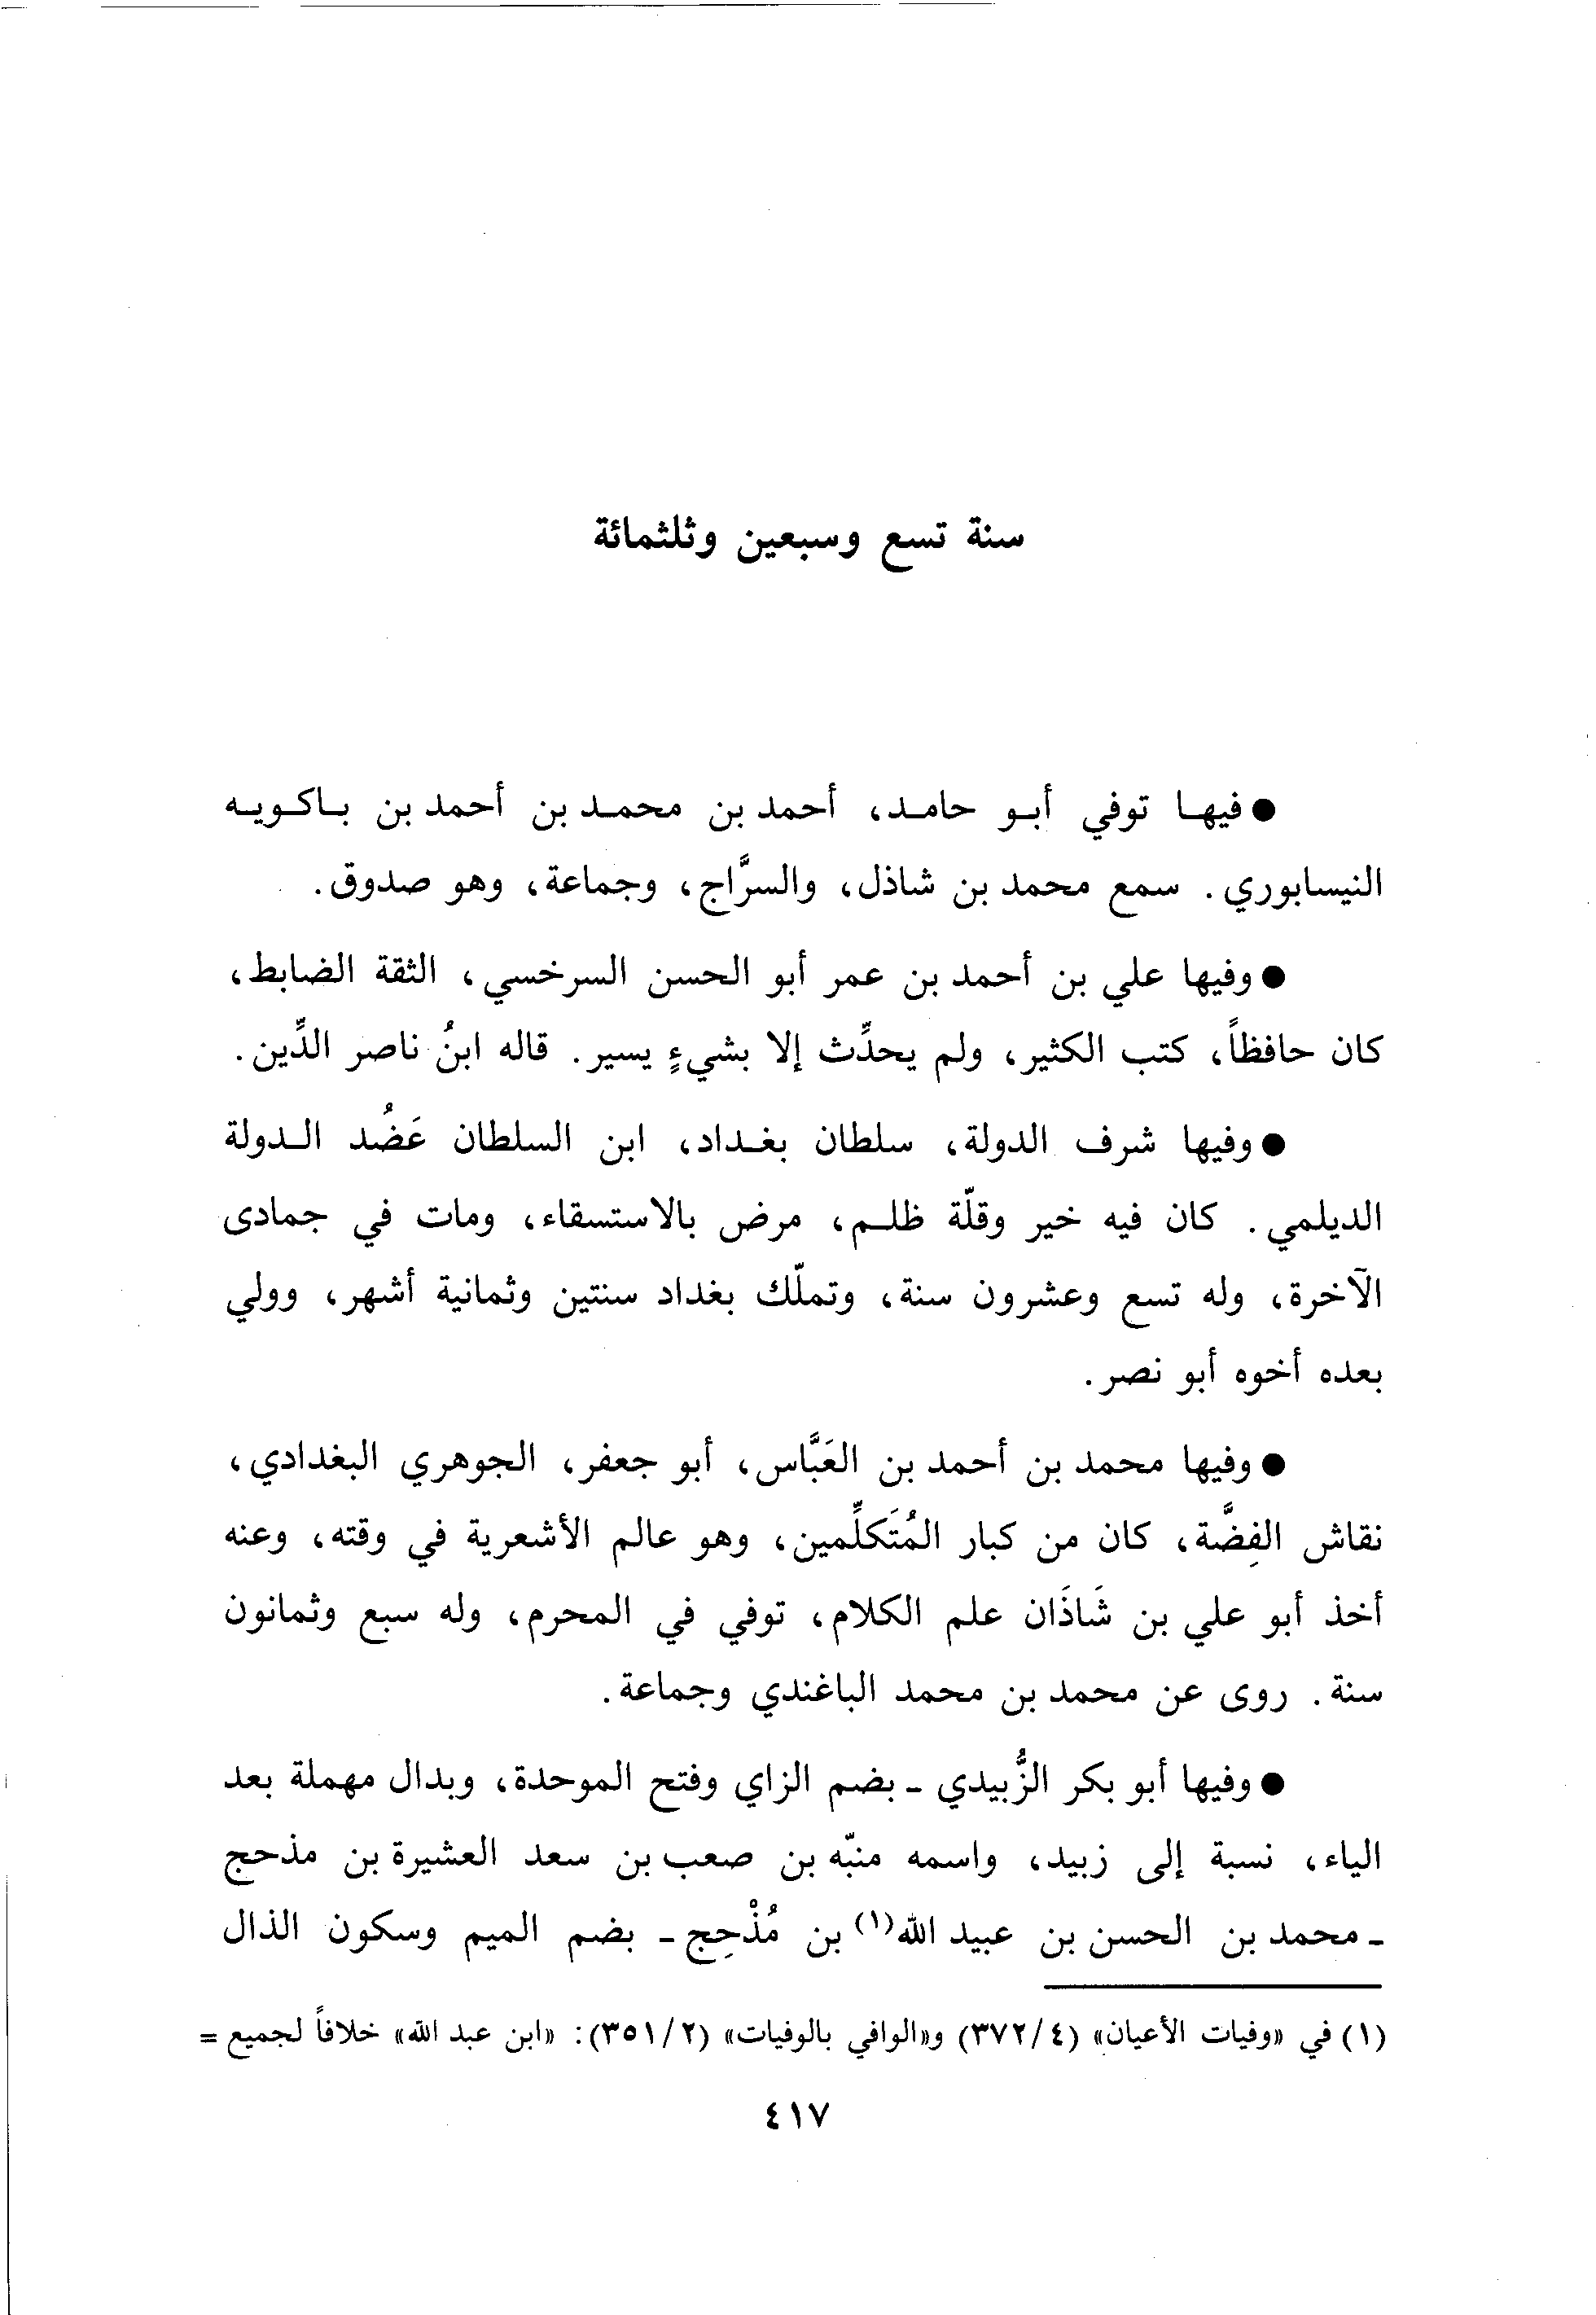 سنة تسع وسبعين وثلثمائة
● فيها توفي أبو حامد، أحمد بن محمد بن أحمد بن باكويه
النيسابوري. سمع محمد بن شاذل، والسرَّاج، وجماعة، وهو صدوق.
● وفيها علي بن أحمد بن عمر أبو الحسن السرخسي، الثقة الضابط،
كان حافظاً، كتب الكثير، ولم يحدِّث إلا بشيءٍ يسير. قاله ابنُ ناصر الدِّين.
● وفيها شرف الدولة، سلطان بغداد، ابن السلطان عَضُد الدولة
الديلمي. كان فيه خير وقلّة ظلم، مرض بالاستسقاء، ومات في جمادى
الآخرة، وله تسع وعشرون سنة، وتملّك بغداد سنتين وثمانية أشهر، وولي
بعده أخوه أبو نصر.
● وفيها محمد بن أحمد بن العَبَّاس، أبو جعفر، الجوهري البغدادي،
نقاش الفِضَّة، كان من كبار المُتَكلِّمين، وهو عالم الأشعرية في وقته، وعنه
أخذ أبو علي بن شَاذَان علم الكلام، توفي في المحرم، وله سبع وثمانون
سنة. روى عن محمد بن محمد الباغندي وجماعة.
● وفيها أبو بكر الزُّبيدي ـ بضم الزاي وفتح الموحدة، وبدال مهملة بعد
الياء، نسبة إلى زبيد، واسمه منبّه بن صعب بن سعد العشيرة بن مذحج
ـ محمد بن الحسن بن عبيد الله(١) بن مُذْحِج ـ بضم الميم وسكون الذال
(١) في «وفيات الأعيان» (٣٧٢/٤) و«الوافي بالوفيات» (٣٥١/٢): «ابن عبد الله» خلافاً لجميع =
٤١٧